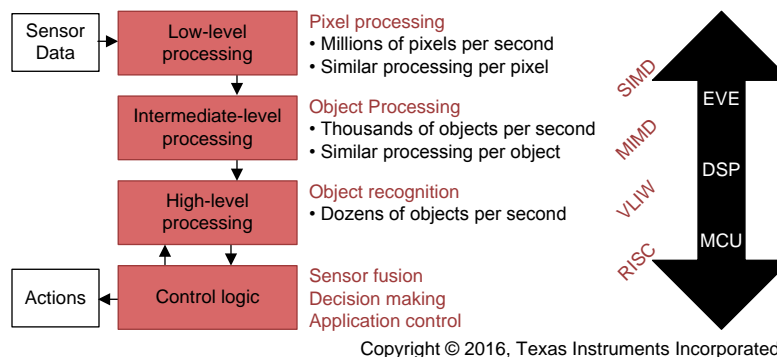 Sensor
Data
Low-level
processing
Pixel processing
• Millions of pixels per second
• Similar processing per pixel
Intermediate-level
processing
Object Processing
• Thousands of objects per second
• Similar processing per object
High-level
processing
Object recognition
• Dozens of objects per second
Actions
Control logic
Sensor fusion
Decision making
Application control
SIMD
MIMD
VLIW
RISC
EVE
DSP
MCU
Copyright © 2016, Texas Instruments Incorporated